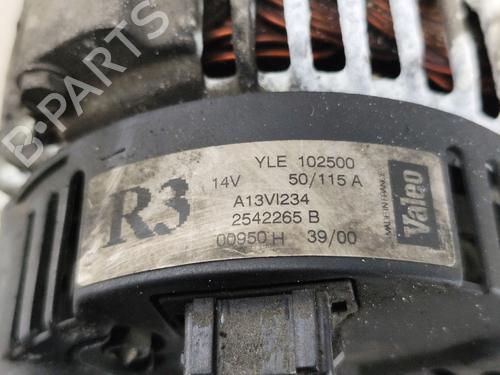 YLE 102500
14V 50/115 A
A13VI234
2542265 B
00950 H 39/00
R3
Valeo
MADE IN FRANCE
B-PARTS